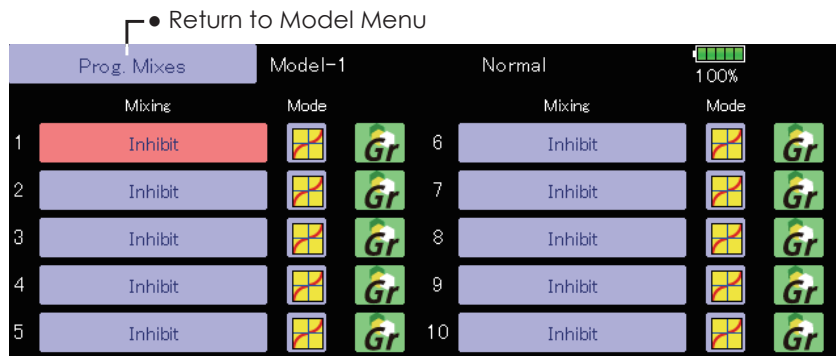 ● Return to Model Menu
Prog. Mixes Model-1 Normal 100%
Mixing Mode Mixing Mode
1 Inhibit Gr 6 Inhibit Gr
2 Inhibit Gr 7 Inhibit Gr
3 Inhibit Gr 8 Inhibit Gr
4 Inhibit Gr 9 Inhibit Gr
5 Inhibit Gr 10 Inhibit Gr